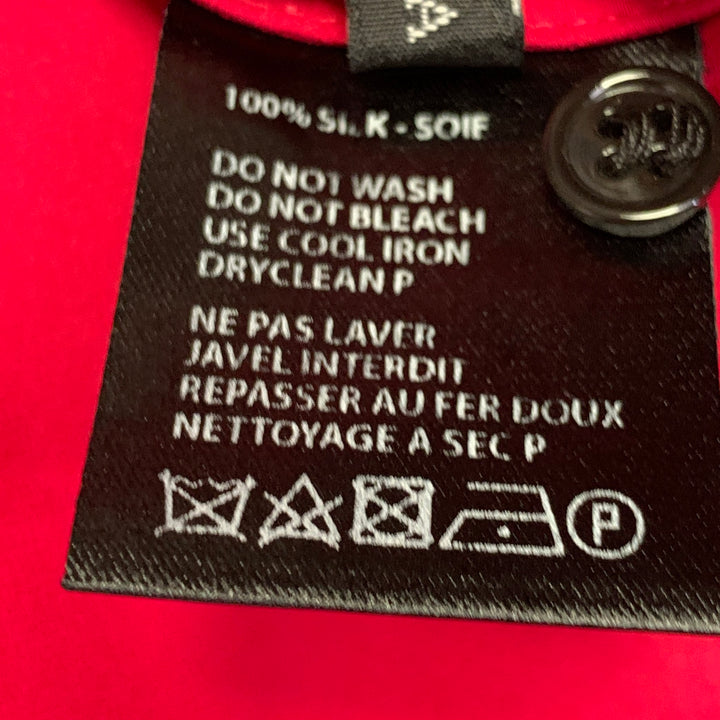 100% SILK - SOIE
DO NOT WASH
DO NOT BLEACH
USE COOL IRON
DRYCLEAN P
NE PAS LAVER
JAVEL INTERDIT
REPASSER AU FER DOUX
NETTOYAGE A SEC P
P